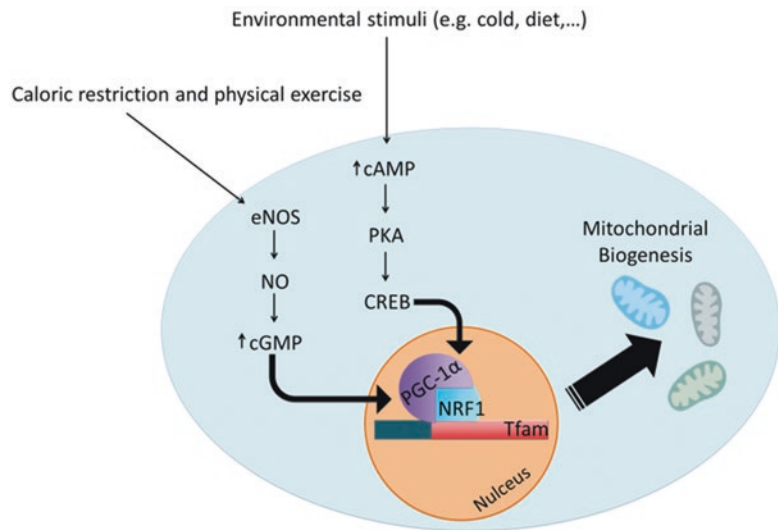 Environmental stimuli (e.g. cold, diet,...)
Caloric restriction and physical exercise
↑cAMP
eNOS
PKA
NO
CREB
↑cGMP
Mitochondrial
Biogenesis
PGC-1α
NRF1
Tfam
Nulceus